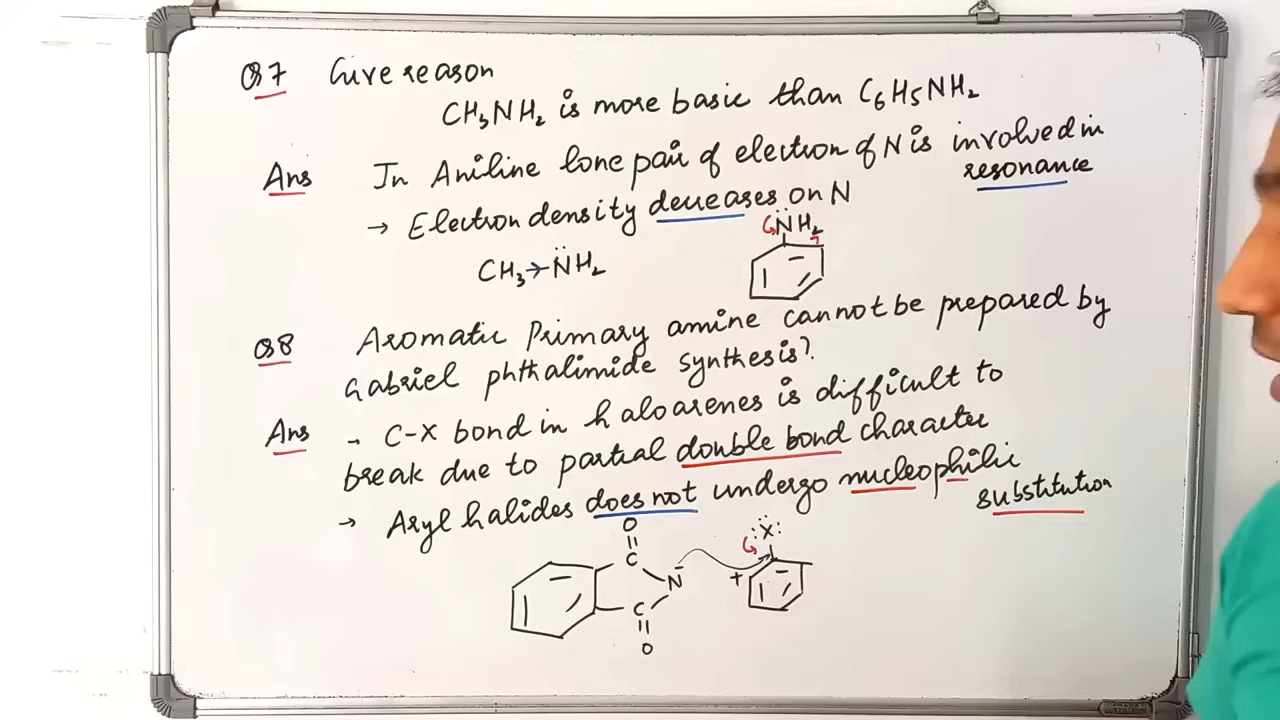 Q7 Give reason
CH3NH2 is more basic than C6H5NH2
Ans In Aniline lone pair of electron of N is involved in resonance
→ Electron density decreases on N
CH3→N̈H2
N̈H2
Q8 Aromatic Primary amine cannot be prepared by
Gabriel phthalimide synthesis?
Ans - C-X bond in haloarenes is difficult to
break due to partial double bond character
→ Aryl halides does not undergo nucleophilic substitution
O
C
N-
C
O
+
:Ẍ: